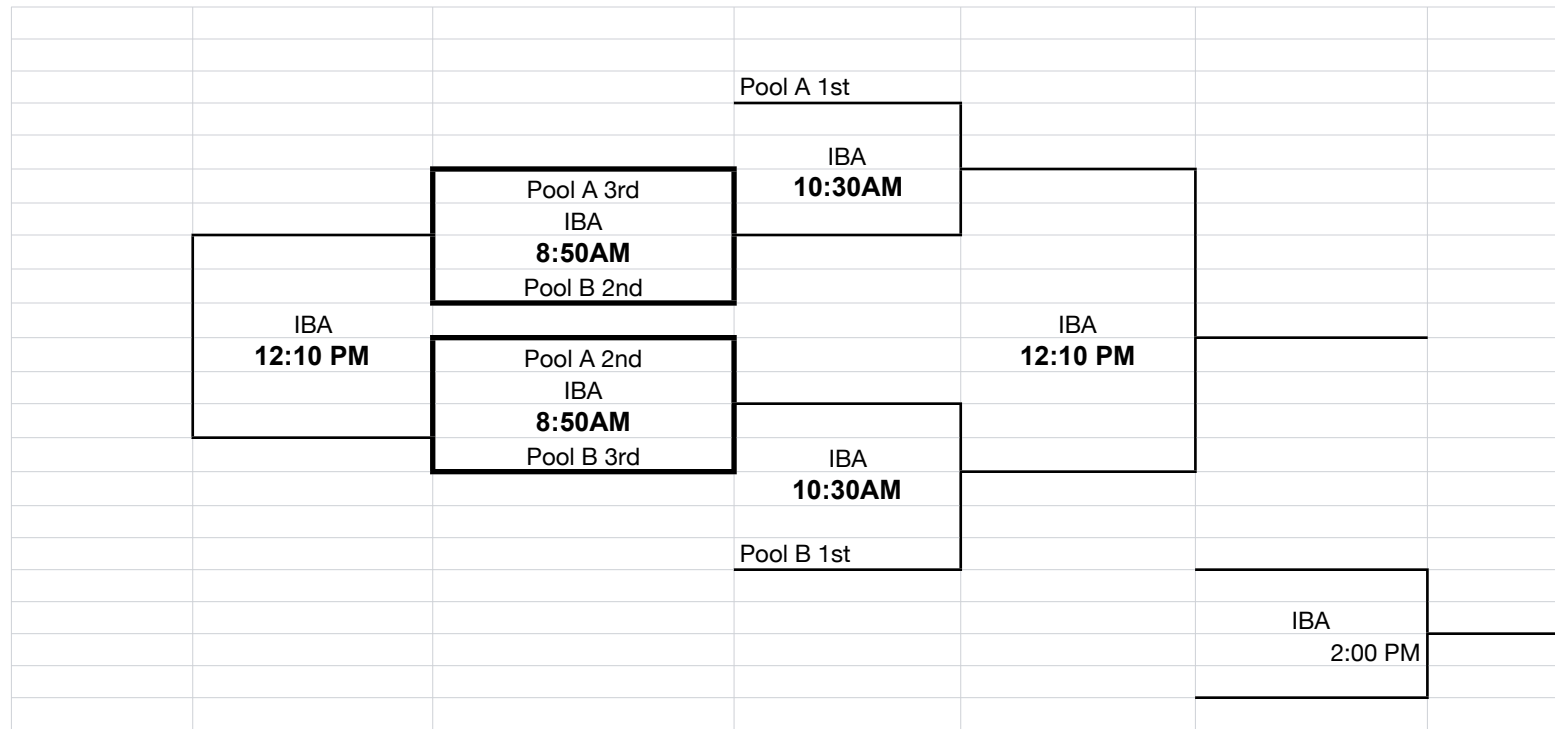 Pool A 1st
IBA
10:30AM
Pool A 3rd
IBA
8:50AM
Pool B 2nd
IBA
12:10 PM
IBA
12:10 PM
Pool A 2nd
IBA
8:50AM
Pool B 3rd
IBA
10:30AM
Pool B 1st
IBA
2:00 PM